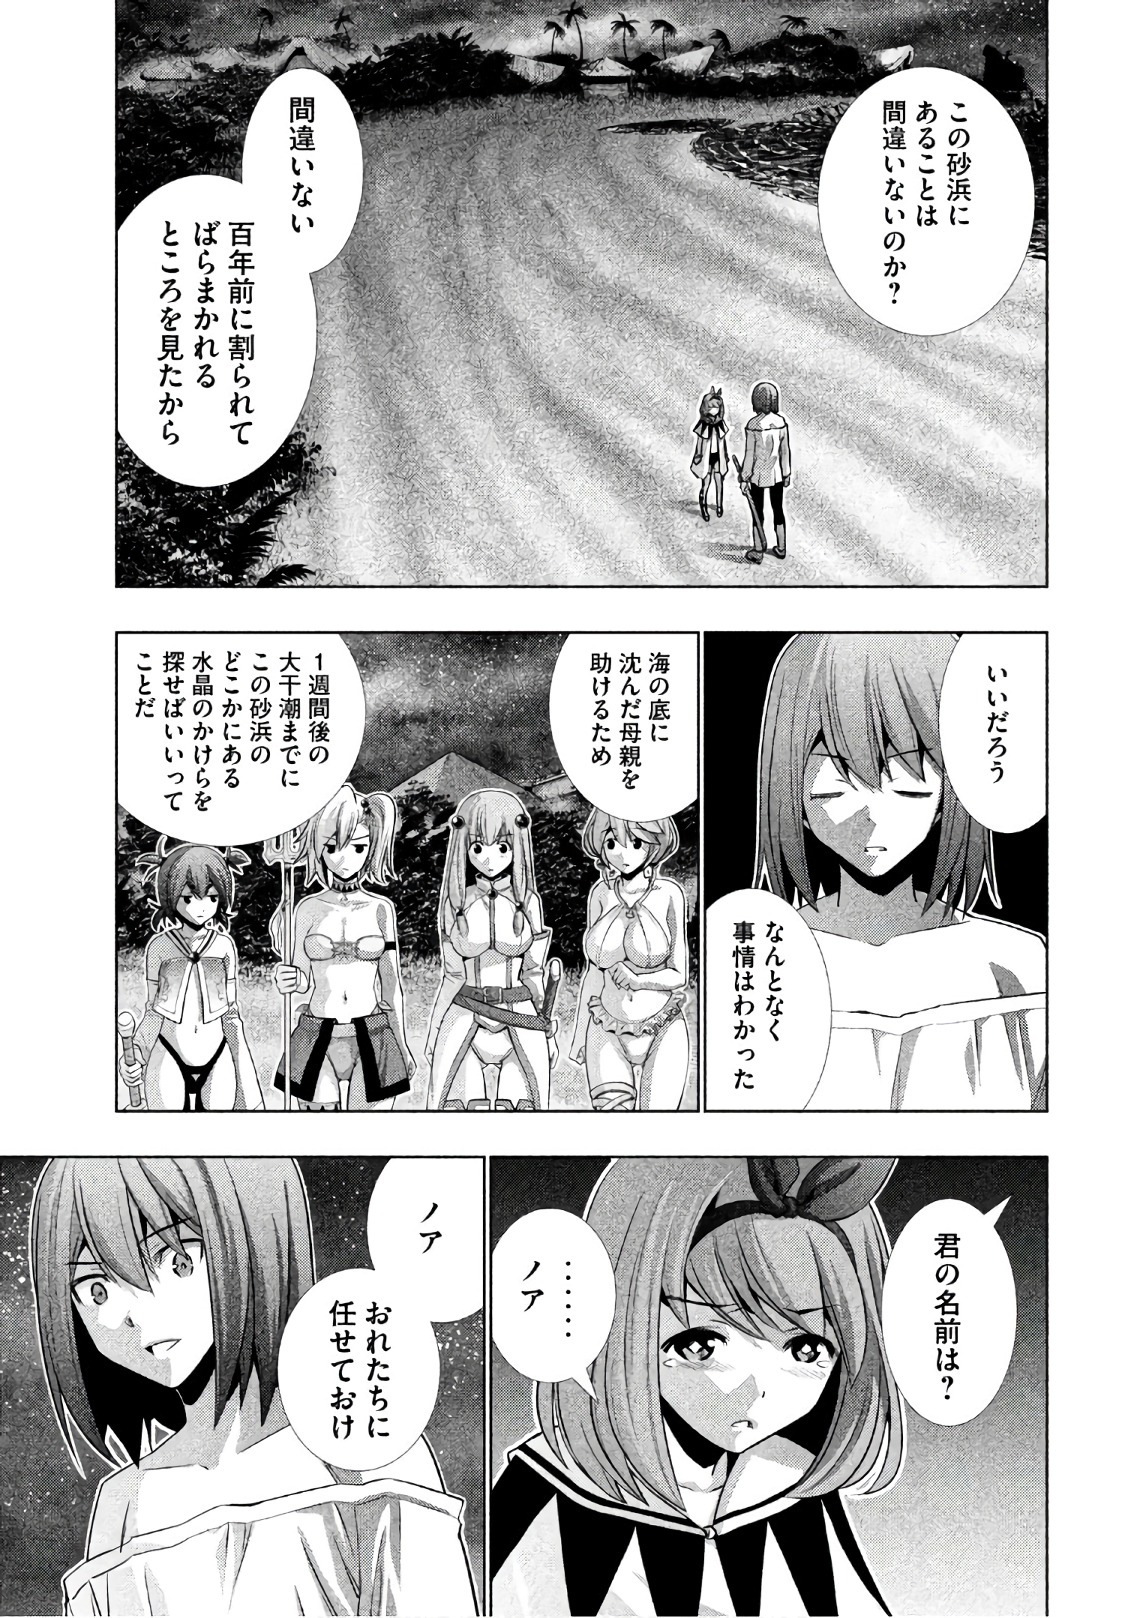 この砂浜に
あることは
間違いないのか？
間違いない
百年前に割られて
ばらまかれる
ところを見たから
いいだろう
なんとなく
事情はわかった
海の底に
沈んだ母親を
助けるため
１週間後の
大干潮までに
この砂浜の
どこかにある
水晶のかけらを
探せばいいって
ことだ
君の名前は？
・・・・・
ノア
ノア
おれたちに
任せておけ